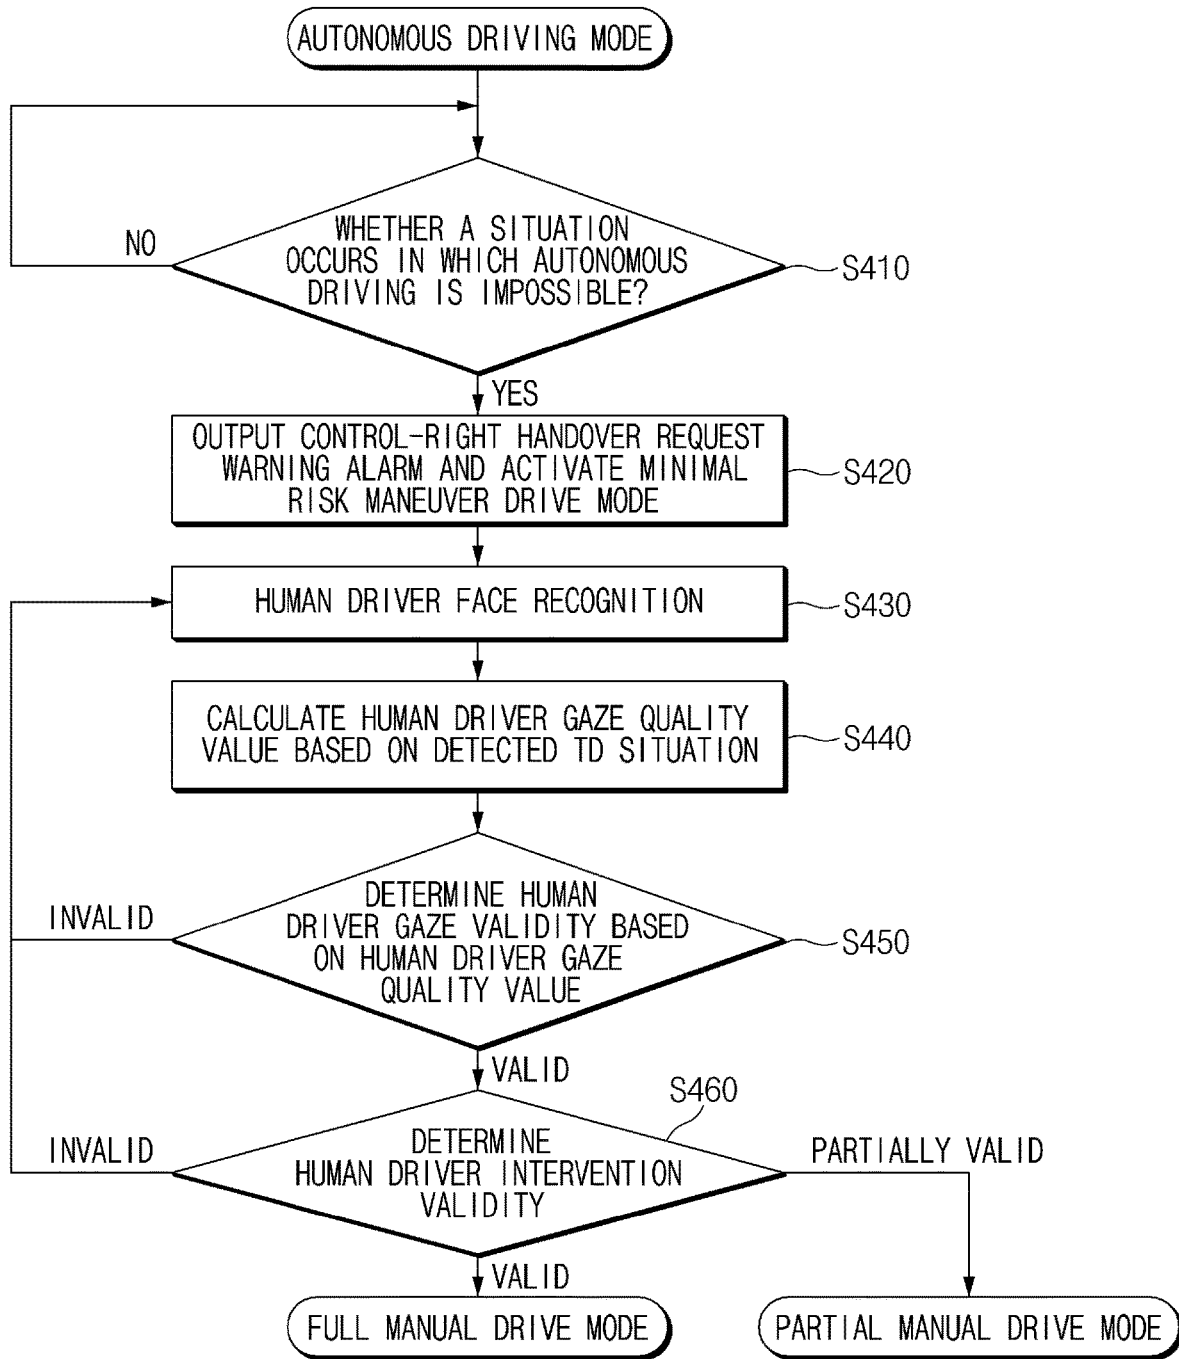 AUTONOMOUS DRIVING MODE
WHETHER A SITUATION
OCCURS IN WHICH AUTONOMOUS
DRIVING IS IMPOSSIBLE?
NO
S410
YES
OUTPUT CONTROL-RIGHT HANDOVER REQUEST
WARNING ALARM AND ACTIVATE MINIMAL
RISK MANEUVER DRIVE MODE
S420
HUMAN DRIVER FACE RECOGNITION
S430
CALCULATE HUMAN DRIVER GAZE QUALITY
VALUE BASED ON DETECTED TD SITUATION
S440
DETERMINE HUMAN
DRIVER GAZE VALIDITY BASED
ON HUMAN DRIVER GAZE
QUALITY VALUE
INVALID
S450
VALID
S460
DETERMINE
HUMAN DRIVER INTERVENTION
VALIDITY
INVALID
PARTIALLY VALID
VALID
FULL MANUAL DRIVE MODE
PARTIAL MANUAL DRIVE MODE